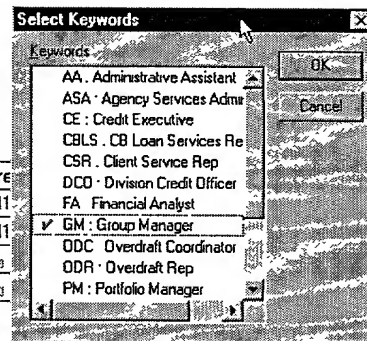 Select Keywords
Keywords
AA . Administrative Assistant
ASA · Agency Services Admi
CE : Credit Executive
CBLS . CB Loan Services Re
CSR . Client Service Rep
DCO · Division Credit Officer
FA Financial Analyst
GM : Group Manager
ODC Overdraft Coordinator
ODR · Overdraft Rep
PM : Portfolio Manager
OK
Cancel